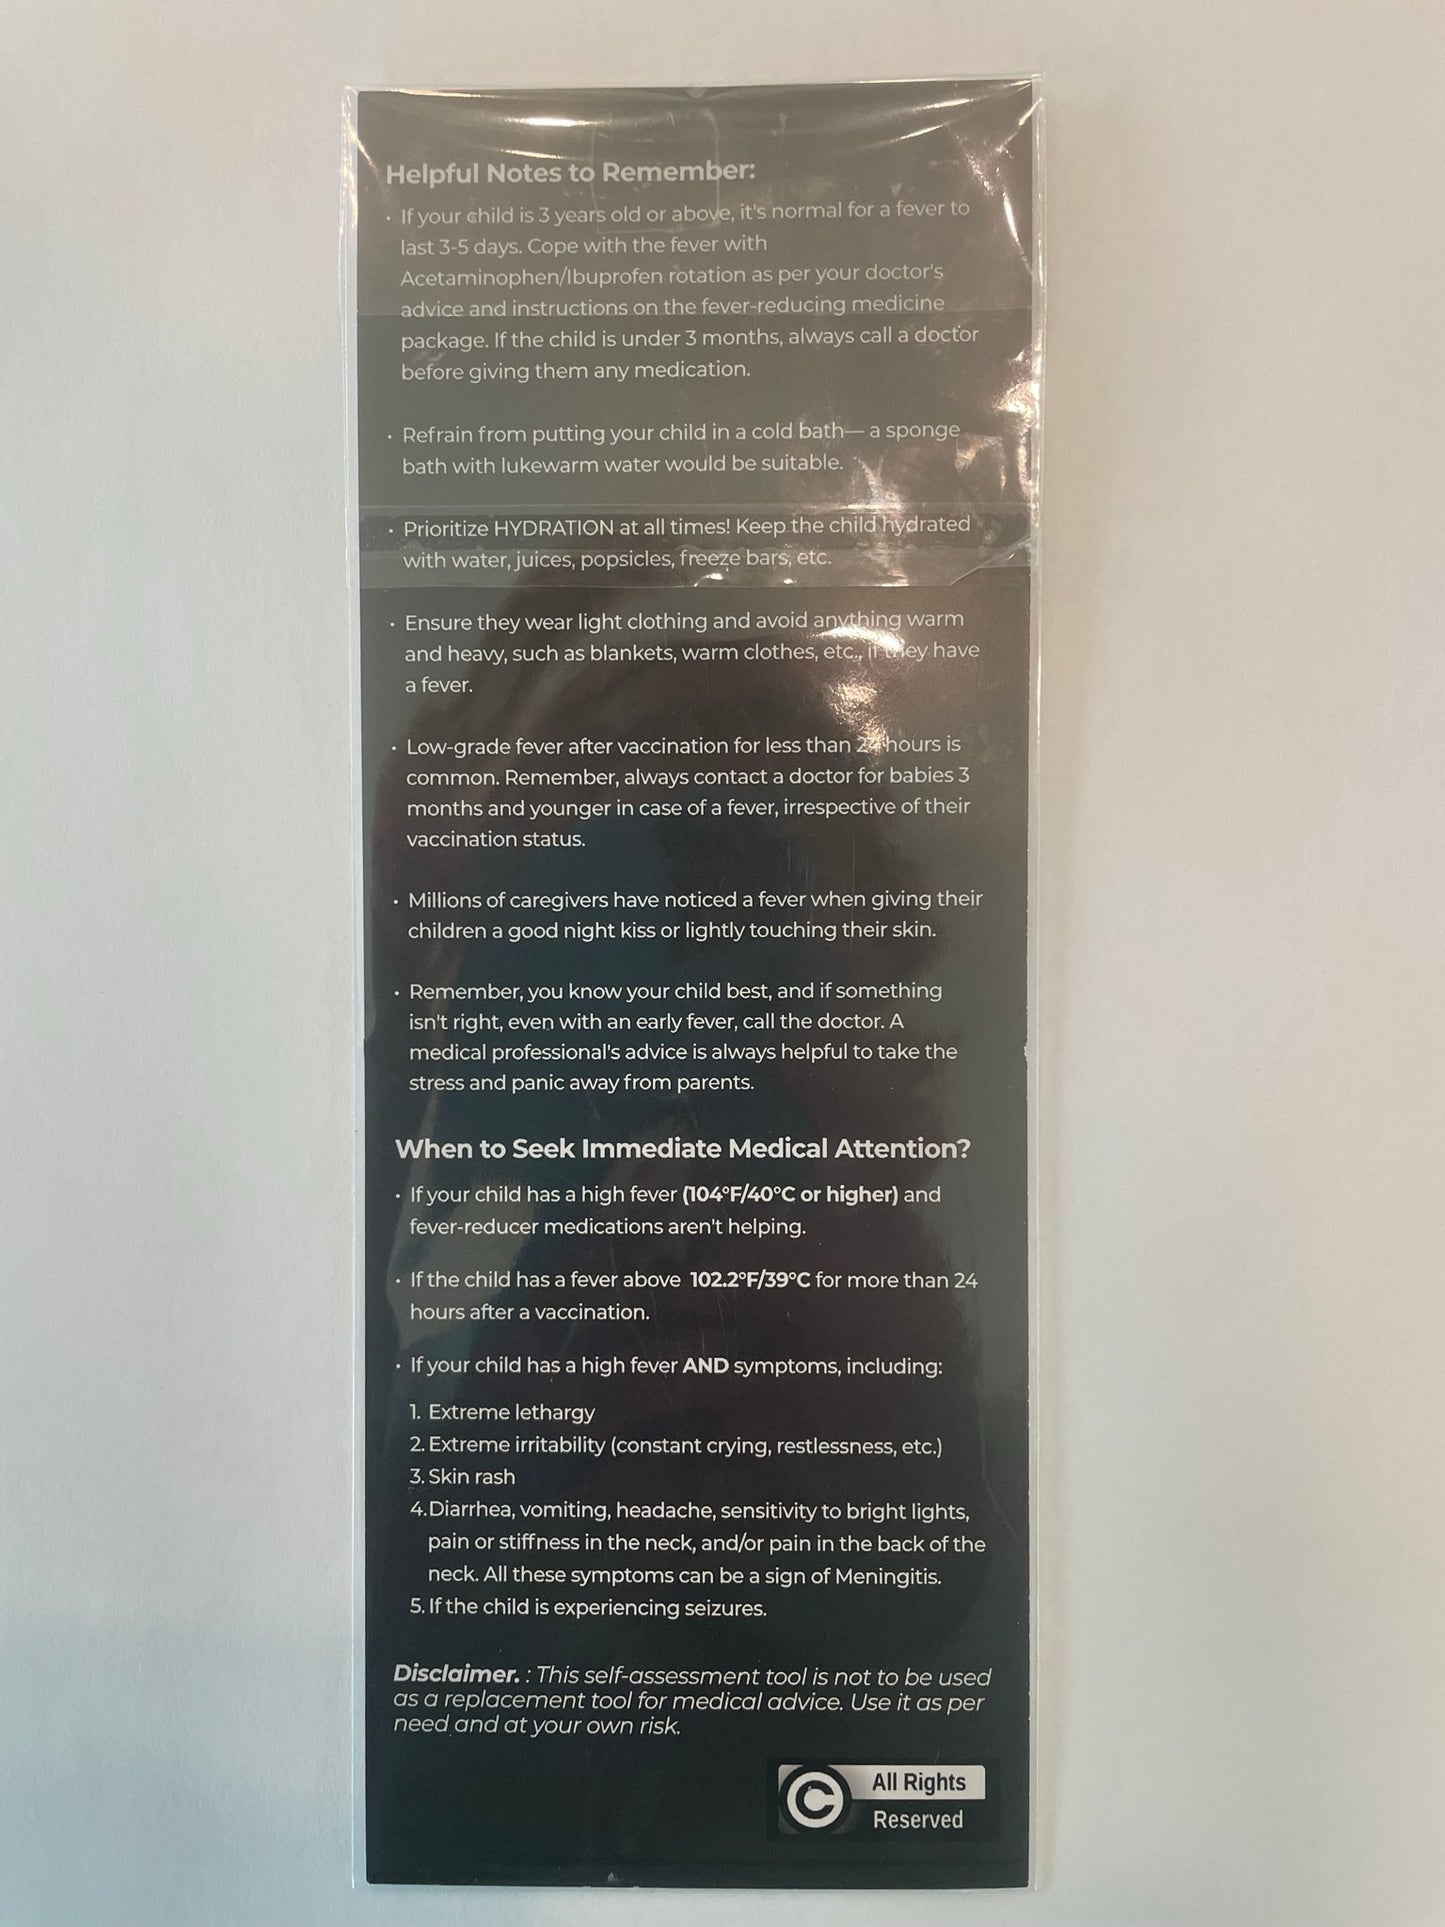 Helpful Notes to Remember:
• If your child is 3 years old or above, it's normal for a fever to
last 3-5 days. Cope with the fever with
Acetaminophen/Ibuprofen rotation as per your doctor's
advice and instructions on the fever-reducing medicine
package. If the child is under 3 months, always call a doctor
before giving them any medication.
• Refrain from putting your child in a cold bath— a sponge
bath with lukewarm water would be suitable.
• Prioritize HYDRATION at all times! Keep the child hydrated
with water, juices, popsicles, freeze bars, etc.
• Ensure they wear light clothing and avoid anything warm
and heavy, such as blankets, warm clothes, etc., if they have
a fever.
• Low-grade fever after vaccination for less than 24 hours is
common. Remember, always contact a doctor for babies 3
months and younger in case of a fever, irrespective of their
vaccination status.
• Millions of caregivers have noticed a fever when giving their
children a good night kiss or lightly touching their skin.
• Remember, you know your child best, and if something
isn't right, even with an early fever, call the doctor. A
medical professional's advice is always helpful to take the
stress and panic away from parents.
When to Seek Immediate Medical Attention?
• If your child has a high fever (104°F/40°C or higher) and
fever-reducer medications aren't helping.
• If the child has a fever above 102.2°F/39°C for more than 24
hours after a vaccination.
• If your child has a high fever AND symptoms, including:
1. Extreme lethargy
2. Extreme irritability (constant crying, restlessness, etc.)
3. Skin rash
4. Diarrhea, vomiting, headache, sensitivity to bright lights,
pain or stiffness in the neck, and/or pain in the back of the
neck. All these symptoms can be a sign of Meningitis.
5. If the child is experiencing seizures.
Disclaimer. : This self-assessment tool is not to be used
as a replacement tool for medical advice. Use it as per
need and at your own risk.
© All Rights
Reserved